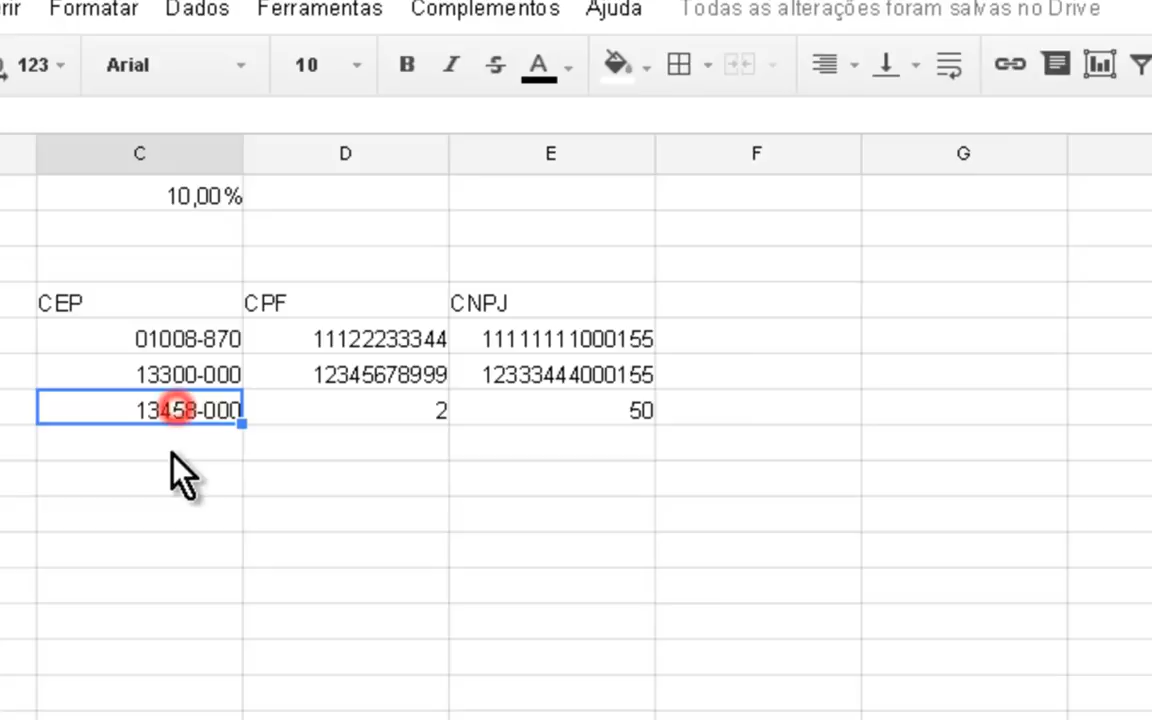 Formatar Dados Ferramentas Complementos Ajuda Todas as alterações foram salvas no Drive
123 Arial 10 B I S A
C D E F G
10,00%
CEP CPF CNPJ
01008-870 11122233344 11111111000155
13300-000 12345678999 12333444000155
13458-000 2 50